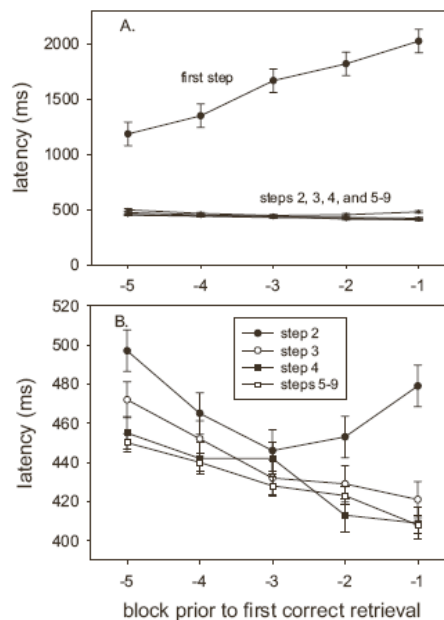 A.
2000
1500
1000
500
0
latency (ms)
first step
steps 2, 3, 4, and 5-9
-5 -4 -3 -2 -1
B.
520
500
480
460
440
420
400
latency (ms)
step 2
step 3
step 4
steps 5-9
-5 -4 -3 -2 -1
block prior to first correct retrieval